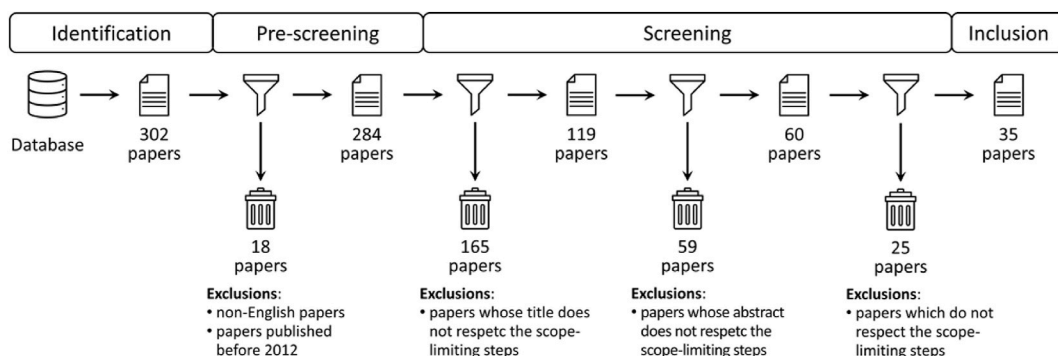 Identification
Pre-screening
Screening
Inclusion
Database
302
papers
284
papers
119
papers
60
papers
35
papers
18
papers
165
papers
59
papers
25
papers
Exclusions:
• non-English papers
• papers published
before 2012
Exclusions:
• papers whose title does
not respetc the scope-
limiting steps
Exclusions:
• papers whose abstract
does not respetc the
scope-limiting steps
Exclusions:
• papers which do not
respect the scope-
limiting steps